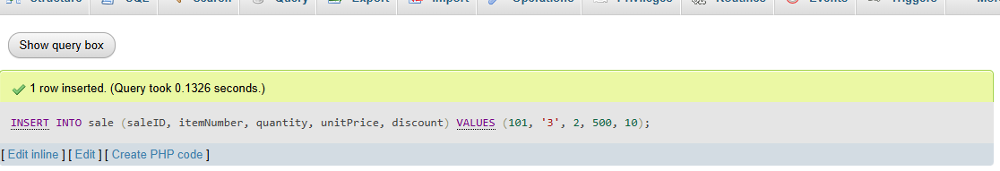 Structure SQL Search Query Export Import Operations Privileges Routines Events Triggers More
Show query box
1 row inserted. (Query took 0.1326 seconds.)
INSERT INTO sale (saleID, itemNumber, quantity, unitPrice, discount) VALUES (101, '3', 2, 500, 10);
[ Edit inline ] [ Edit ] [ Create PHP code ]